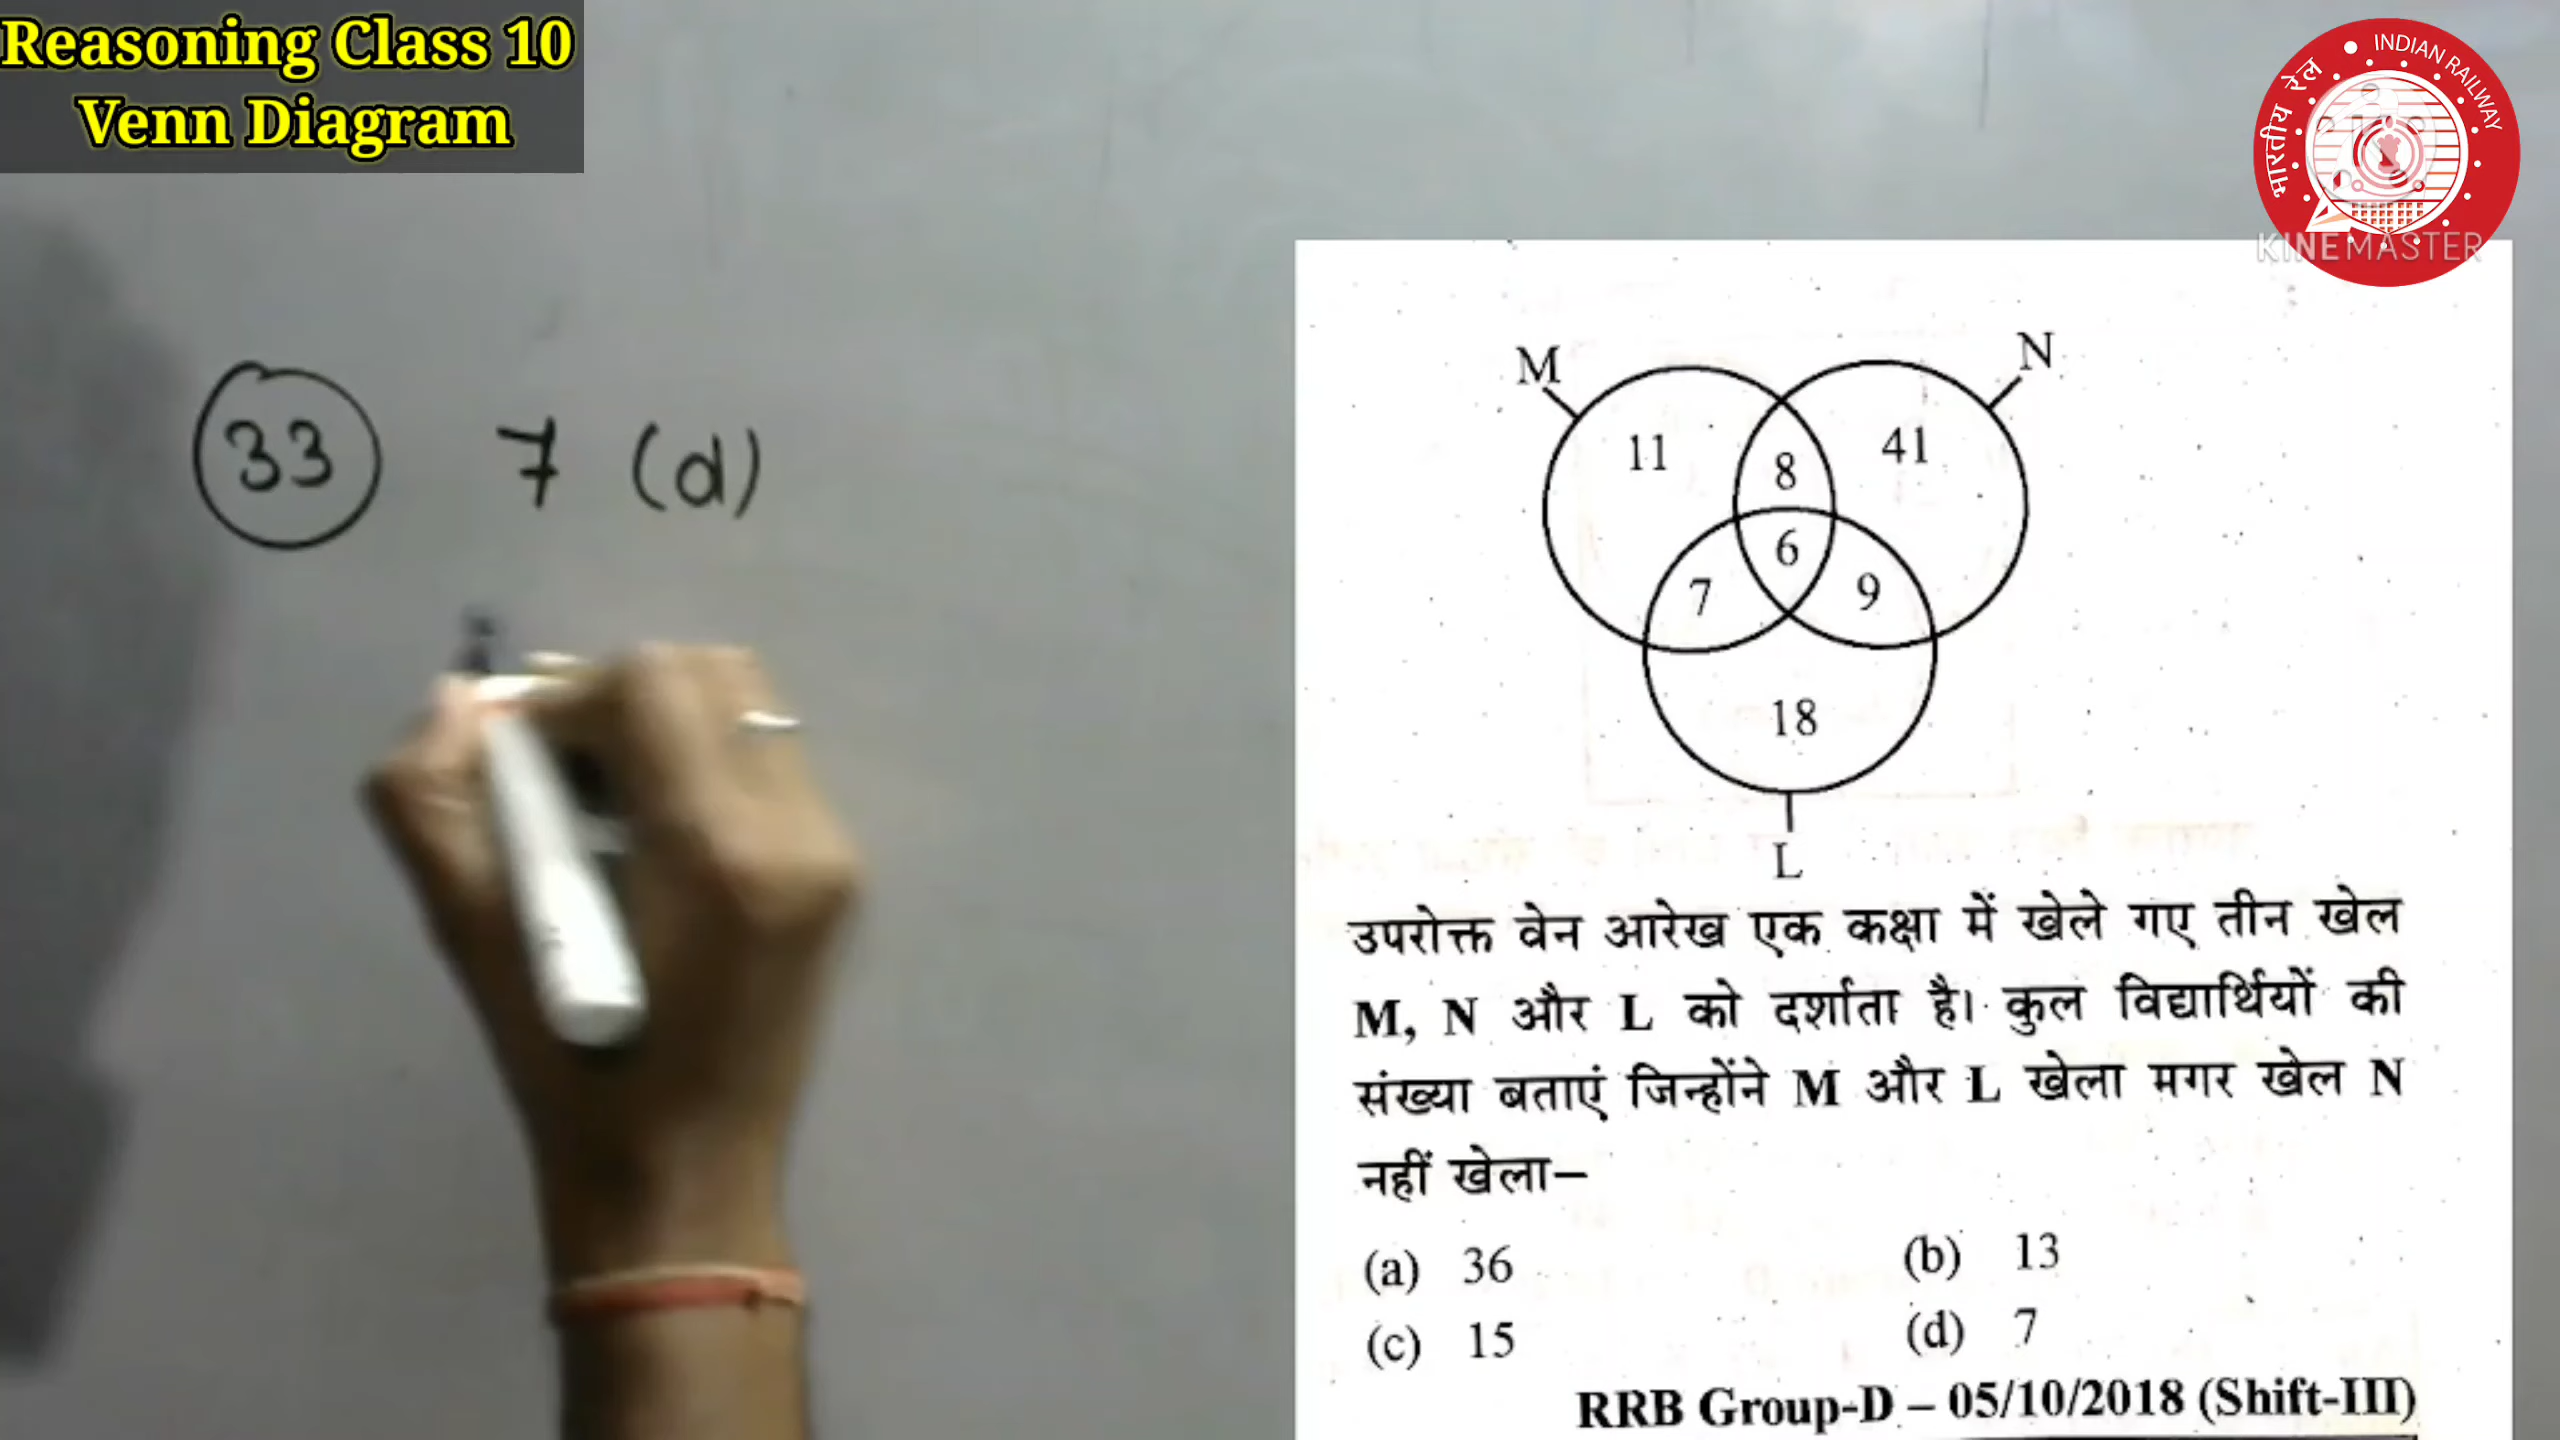 Reasoning Class 10
Venn Diagram
भारतीय रेल INDIAN RAILWAY
KINEMASTER
33 7 (d)
M N
11 8 41
6
7 9
18
L
उपरोक्त वेन आरेख एक कक्षा में खेले गए तीन खेल
M, N और L को दर्शाता है। कुल विद्यार्थियों की
संख्या बताएं जिन्होंने M और L खेला मगर खेल N
नहीं खेला–
(a) 36 (b) 13
(c) 15 (d) 7
RRB Group-D – 05/10/2018 (Shift-III)